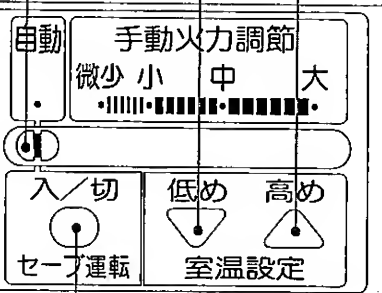 自動
手動火力調節
微少 小 中 大
入／切
低め 高め
セーブ運転
室温設定